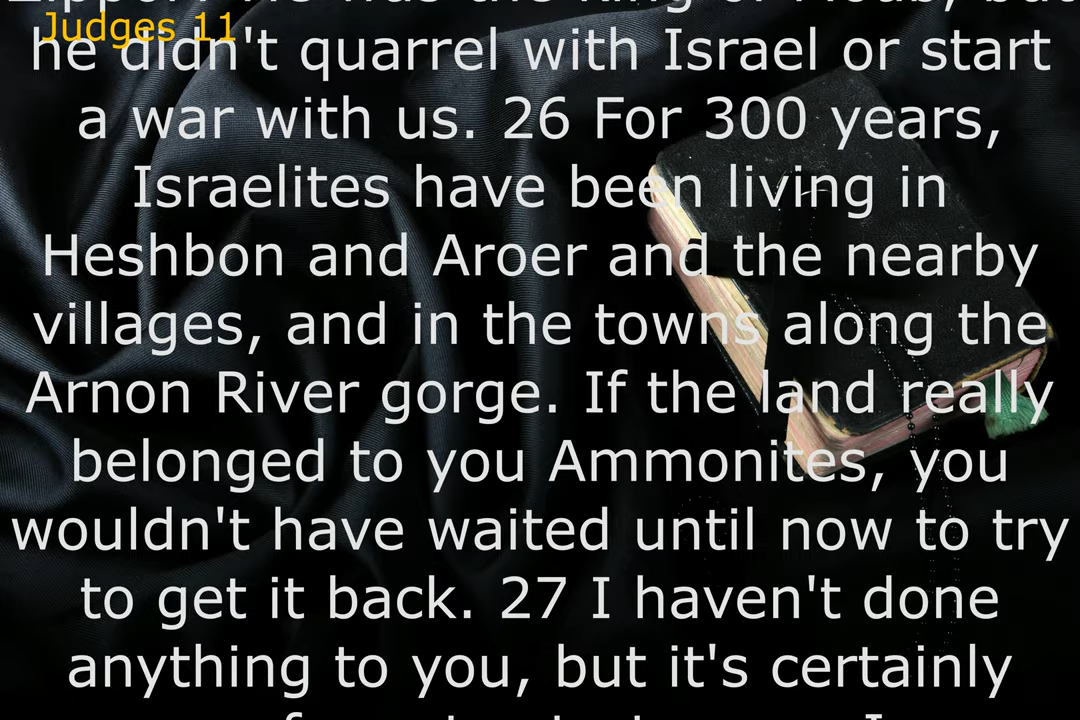 Judges 11
he didn't quarrel with Israel or start
a war with us. 26 For 300 years,
Israelites have been living in
Heshbon and Aroer and the nearby
villages, and in the towns along the
Arnon River gorge. If the land really
belonged to you Ammonites, you
wouldn't have waited until now to try
to get it back. 27 I haven't done
anything to you, but it's certainly